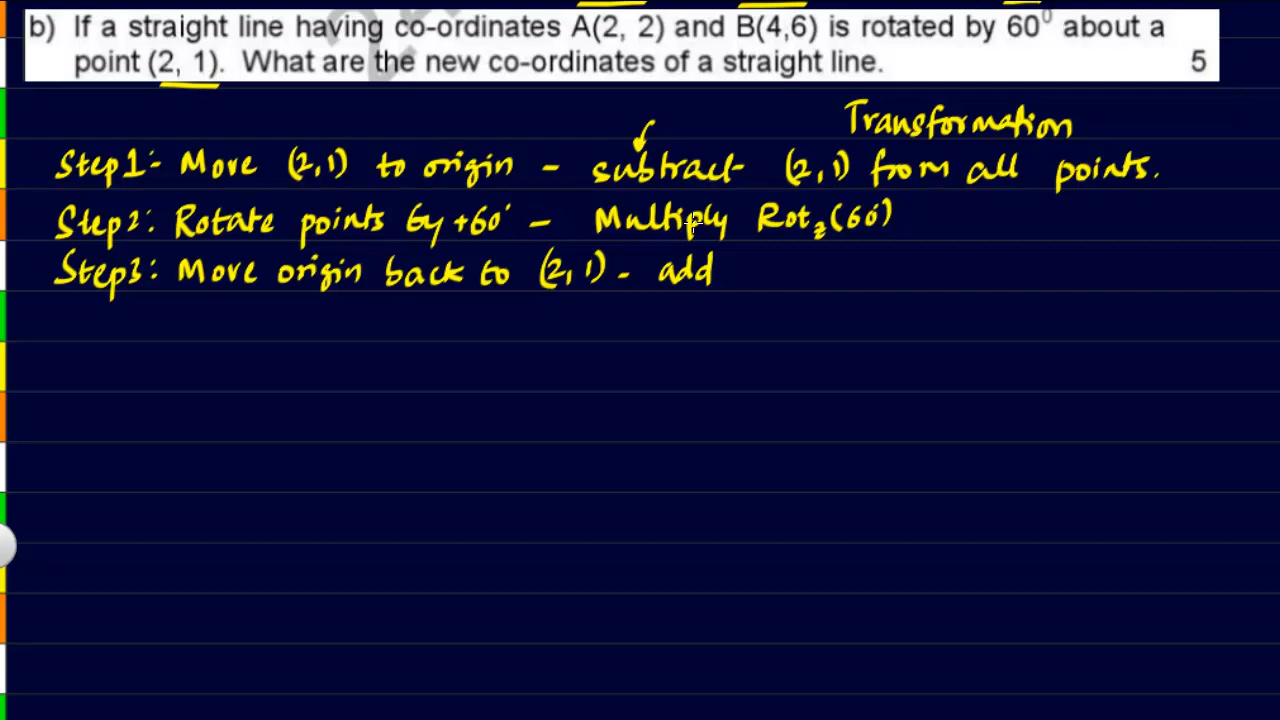 b) If a straight line having co-ordinates A(2, 2) and B(4,6) is rotated by 60⁰ about a
point (2, 1). What are the new co-ordinates of a straight line. 5
Transformation
Step1:- Move (2,1) to origin - subtract (2,1) from all points.
Step2: Rotate points by +60° - Multiply Rot_z(60°)
Step3: Move origin back to (2,1) - add